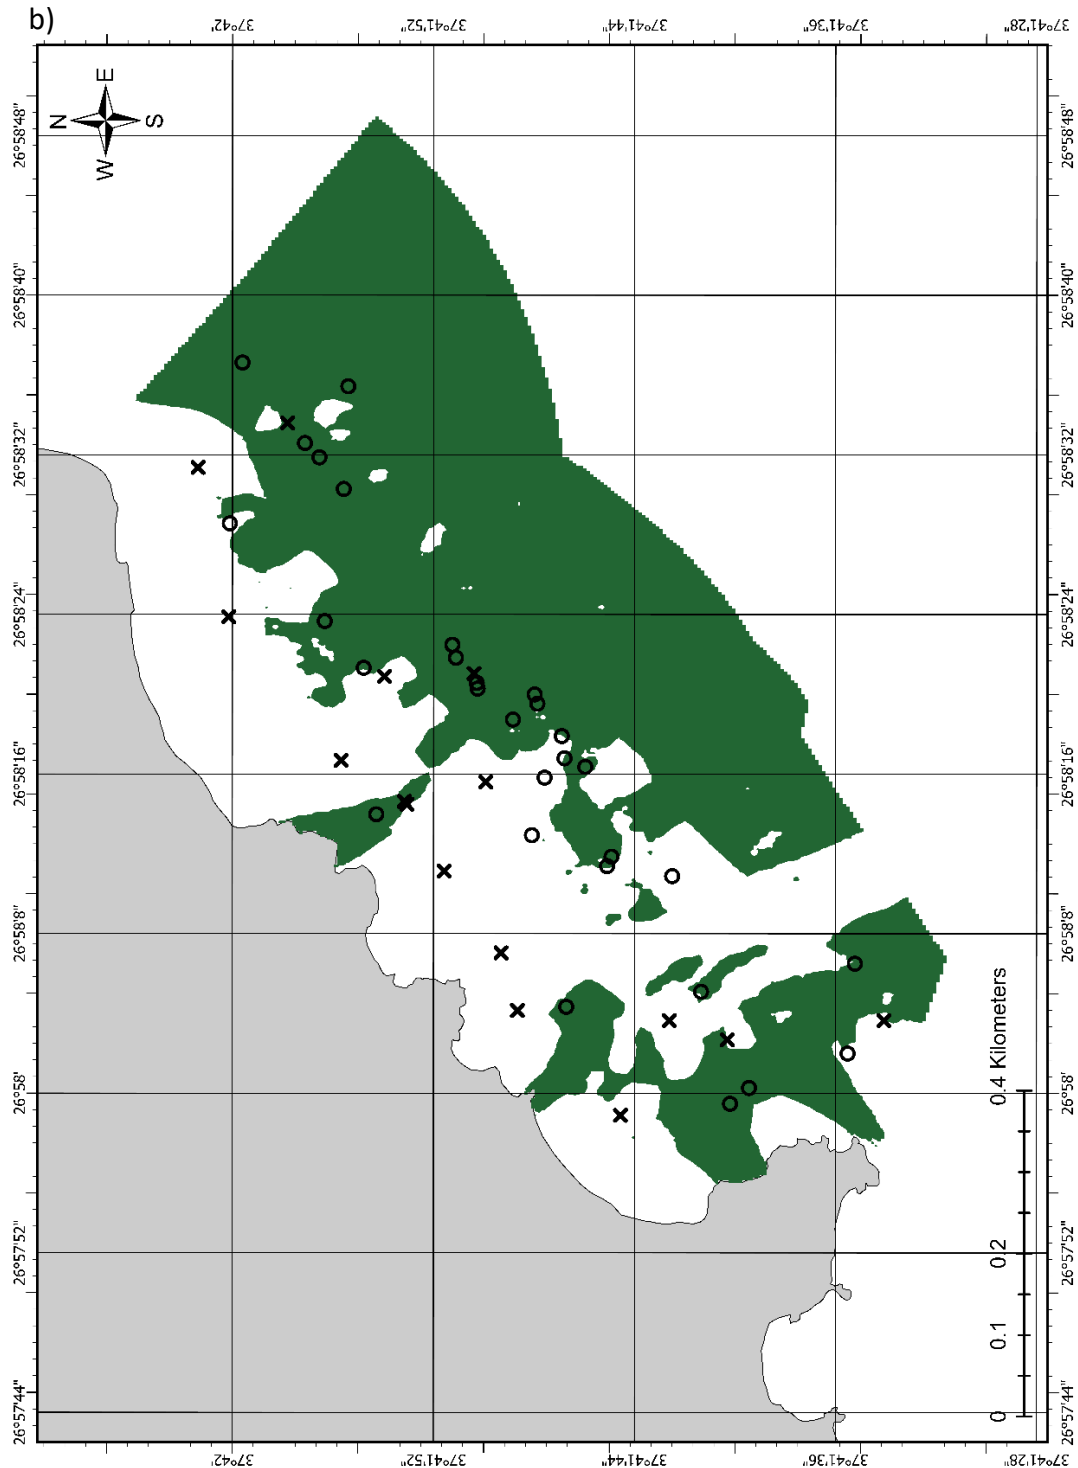 b)
37°42' 37°41'52" 37°41'44" 37°41'36" 37°41'28"
N
W E
S
26°58'48" 26°58'48"
26°58'40" 26°58'40"
26°58'32" 26°58'32"
26°58'24" 26°58'24"
26°58'16" 26°58'16"
26°58'8" 26°58'8"
26°58' 26°58'
26°57'52" 26°57'52"
26°57'44" 26°57'44"
0 0.1 0.2 0.4 Kilometers
37°42' 37°41'52" 37°41'44" 37°41'36" 37°41'28"